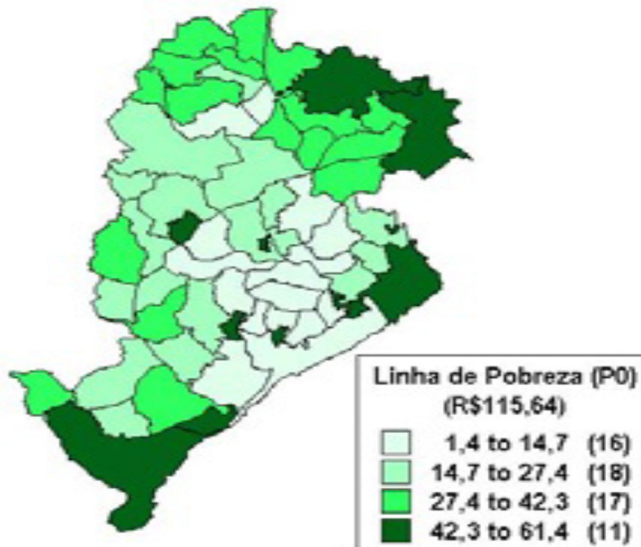 Linha de Pobreza (P0)
(R$115,64)
1,4 to 14,7 (16)
14,7 to 27,4 (18)
27,4 to 42,3 (17)
42,3 to 61,4 (11)